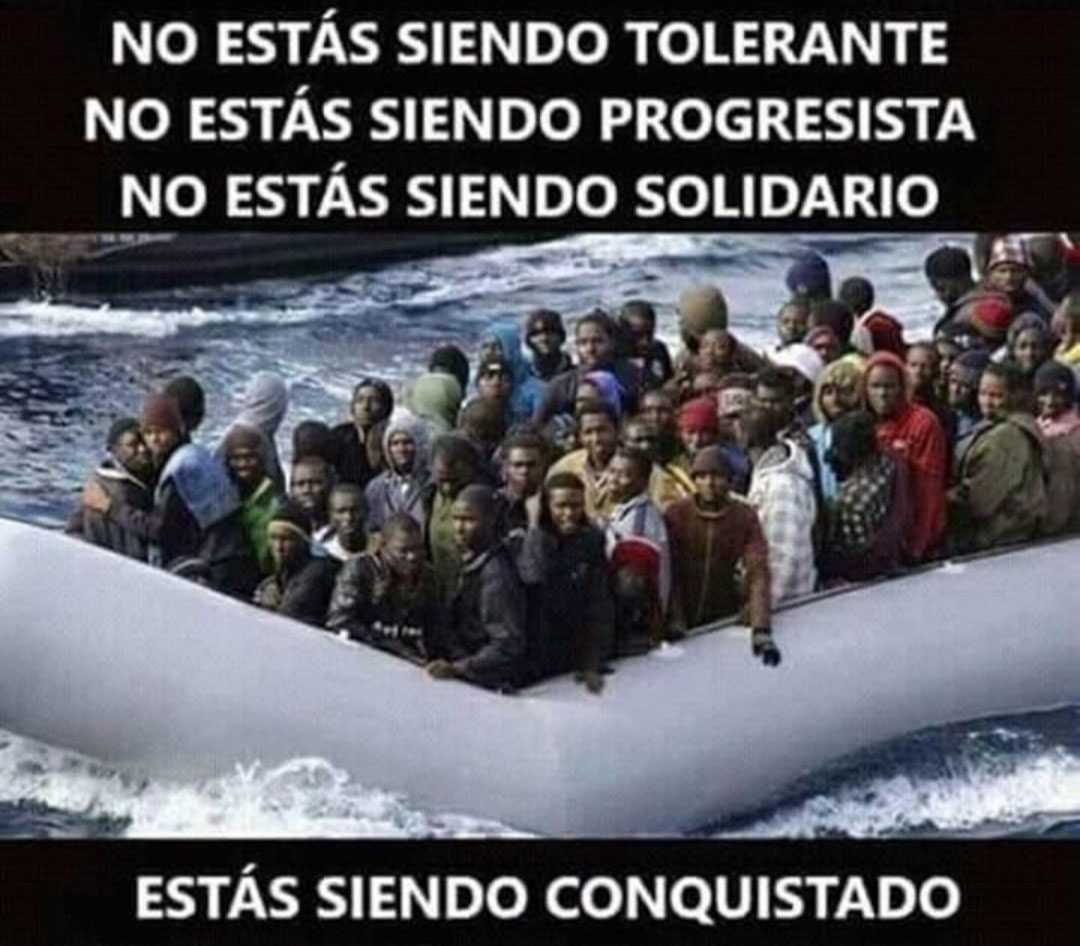 NO ESTÁS SIENDO TOLERANTE
NO ESTÁS SIENDO PROGRESISTA
NO ESTÁS SIENDO SOLIDARIO
ESTÁS SIENDO CONQUISTADO